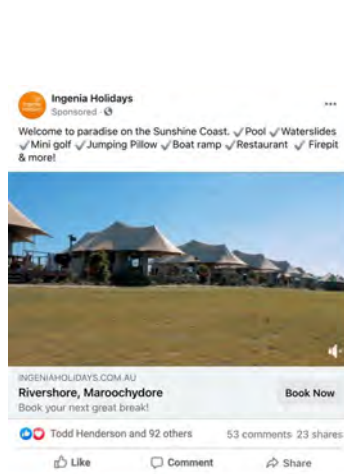 Ingenia Holidays
Sponsored ·
Welcome to paradise on the Sunshine Coast. ✓Pool ✓Waterslides
✓Mini golf ✓Jumping Pillow ✓Boat ramp ✓Restaurant ✓ Firepit
& more!
INGENIAHOLIDAYS.COM.AU
Rivershore, Maroochydore
Book your next great break!
Book Now
Todd Henderson and 92 others
53 comments 23 shares
Like
Comment
Share